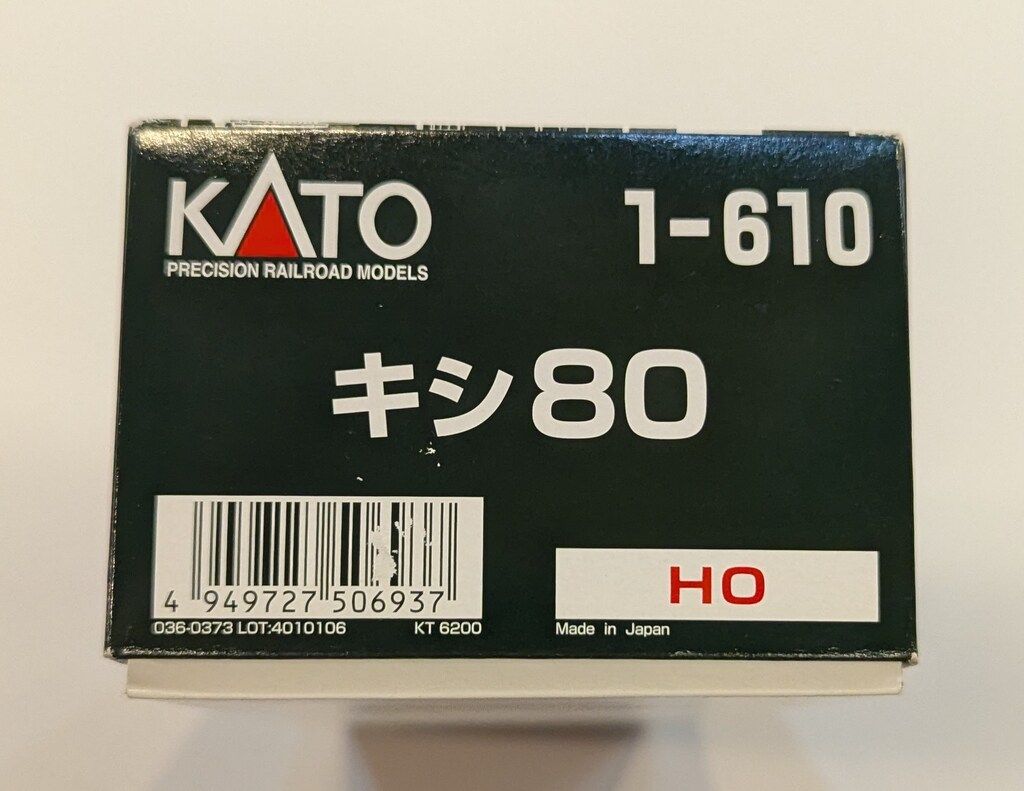 KATO
PRECISION RAILROAD MODELS
1-610
キシ80
4 949727 506937
036-0373 LOT:4010106 KT 6200
HO
Made in Japan